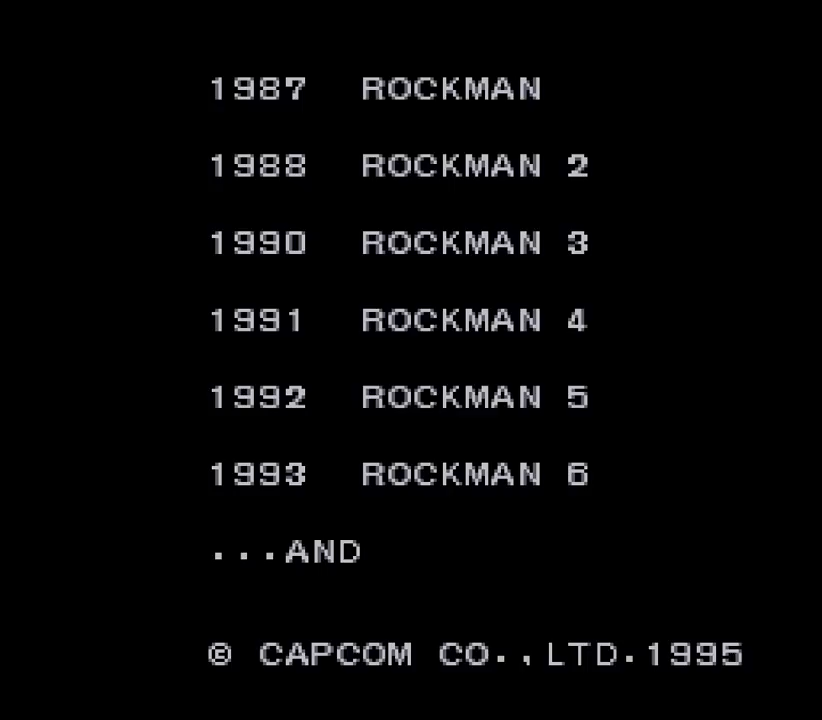 1987 ROCKMAN
1988 ROCKMAN 2
1990 ROCKMAN 3
1991 ROCKMAN 4
1992 ROCKMAN 5
1993 ROCKMAN 6
...AND
© CAPCOM CO.,LTD.1995